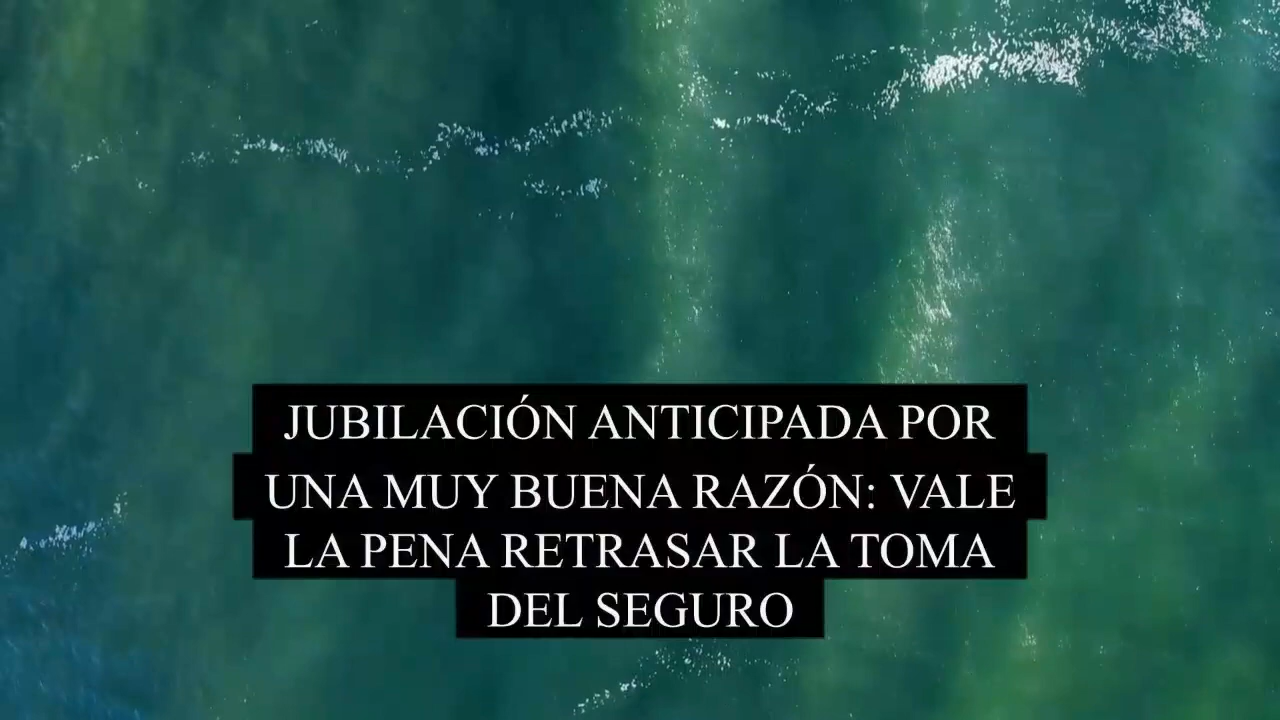 JUBILACIÓN ANTICIPADA POR
UNA MUY BUENA RAZÓN: VALE
LA PENA RETRASAR LA TOMA
DEL SEGURO